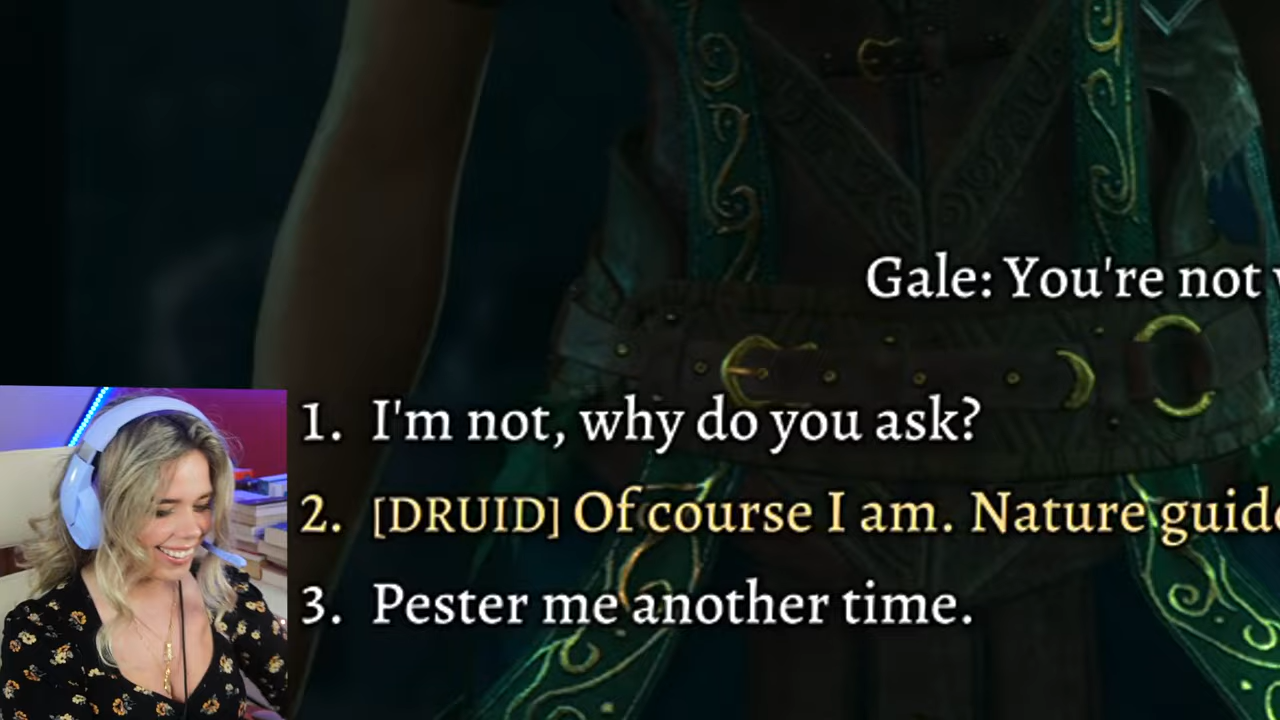 Gale: You're not
1. I'm not, why do you ask?
2. [DRUID] Of course I am. Nature guid
3. Pester me another time.